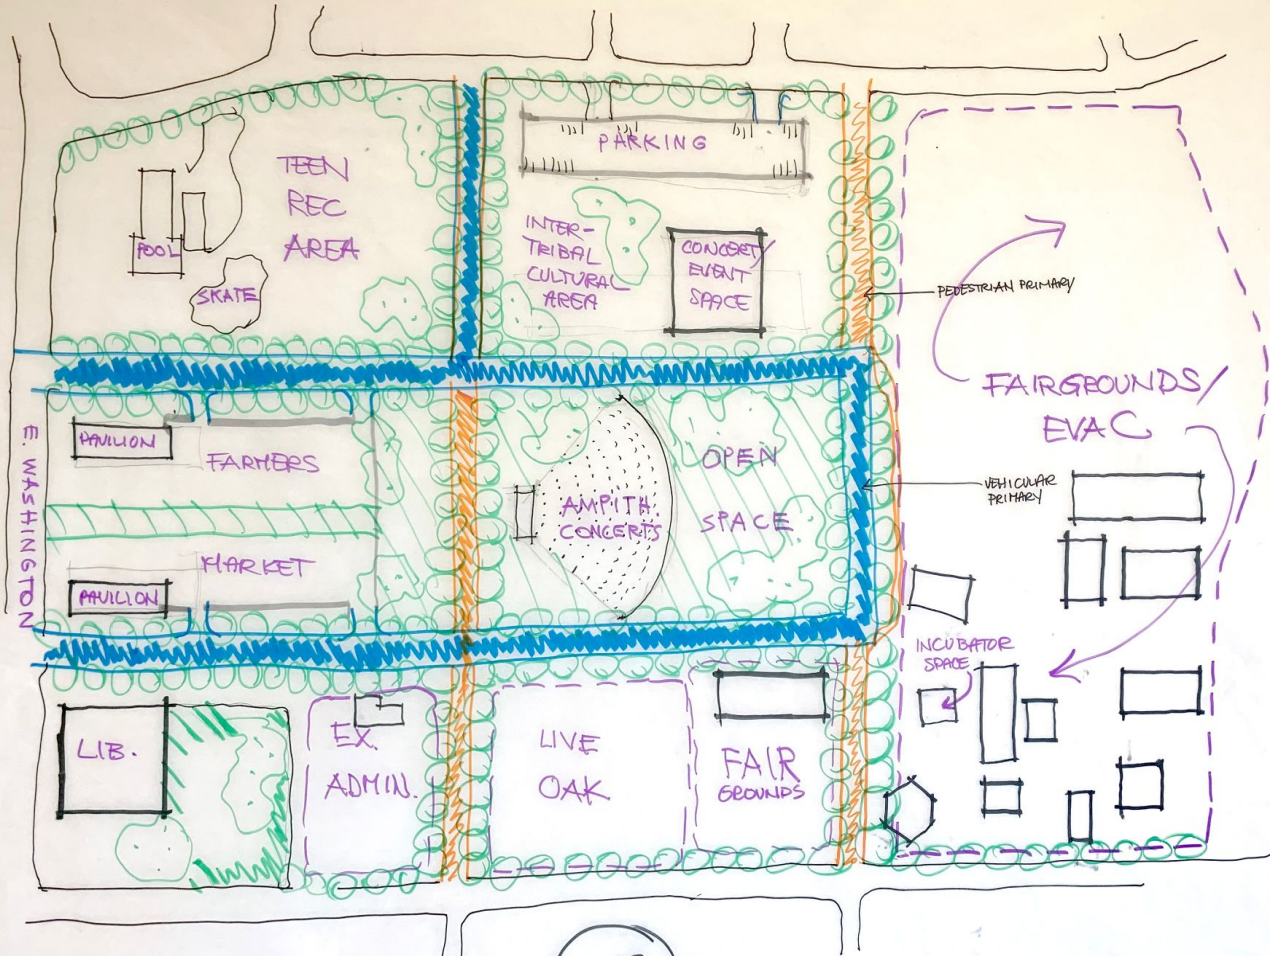 TEEN
REC
AREA
POOL
SKATE
PARKING
INTER-
TRIBAL
CULTURAL
AREA
CONCERT/
EVENT
SPACE
PEDESTRIAN PRIMARY
FAIRGROUNDS/
EVAC
E WASHINGTON
PAVILION
FARMERS
MARKET
PAVILION
AMPITH.
CONCERTS
OPEN
SPACE
VEHICULAR
PRIMARY
INCUBATOR
SPACE
LIB.
EX.
ADMIN.
LIVE
OAK
FAIR
GROUNDS